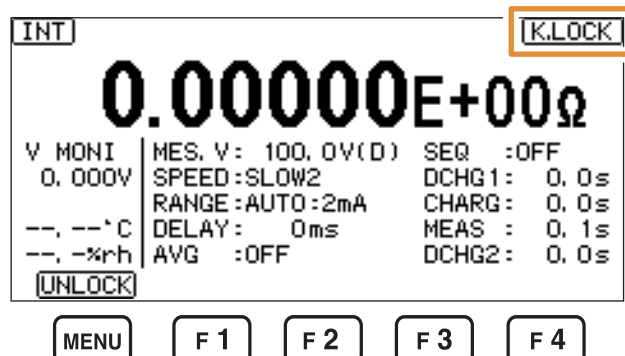 INT K.LOCK
0.00000E+00Ω
V MONI MES. V: 100.0V(D) SEQ :OFF
0.000V SPEED:SLOW2 DCHG1: 0.0s
RANGE:AUTO:2mA CHARG: 0.0s
--.--°C DELAY: 0ms MEAS : 0.1s
--.-%rh AVG :OFF DCHG2: 0.0s
UNLOCK
MENU F1 F2 F3 F4